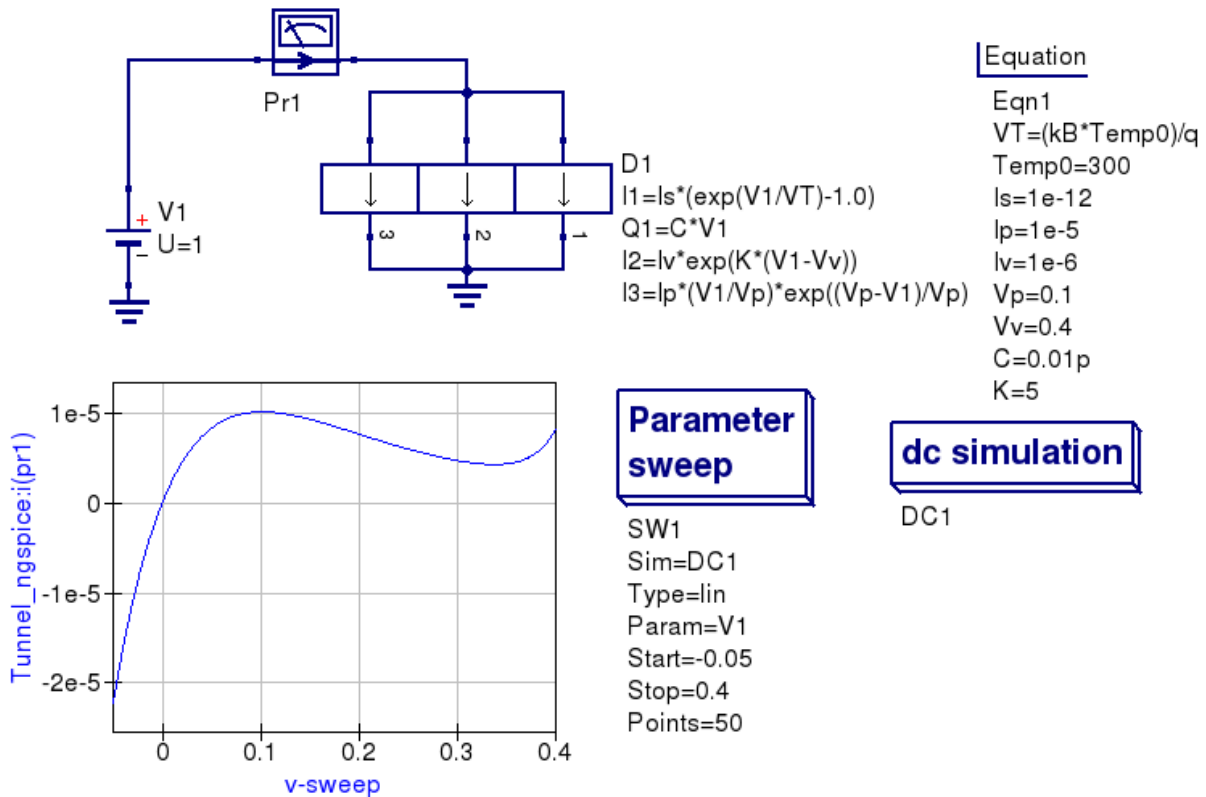 Pr1
V1
U=1
+
−
3
2
1
D1
I1=Is*(exp(V1/VT)-1.0)
Q1=C*V1
I2=Iv*exp(K*(V1-Vv))
I3=Ip*(V1/Vp)*exp((Vp-V1)/Vp)
Equation
Eqn1
VT=(kB*Temp0)/q
Temp0=300
Is=1e-12
Ip=1e-5
Iv=1e-6
Vp=0.1
Vv=0.4
C=0.01p
K=5
Tunnel_ngspice:i(pr1)
1e-5
0
-1e-5
-2e-5
0
0.1
0.2
0.3
0.4
v-sweep
Parameter
sweep
SW1
Sim=DC1
Type=lin
Param=V1
Start=-0.05
Stop=0.4
Points=50
dc simulation
DC1